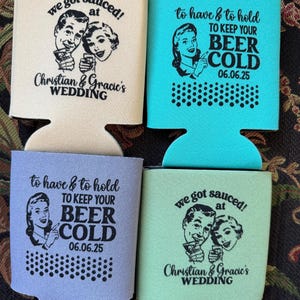 we got sauced!
at
Christian & Gracie's
WEDDING
to have & to hold
TO KEEP YOUR
BEER
COLD
06.06.25
to have & to hold
TO KEEP YOUR
BEER
COLD
06.06.25
we got sauced!
at
Christian & Gracie's
WEDDING